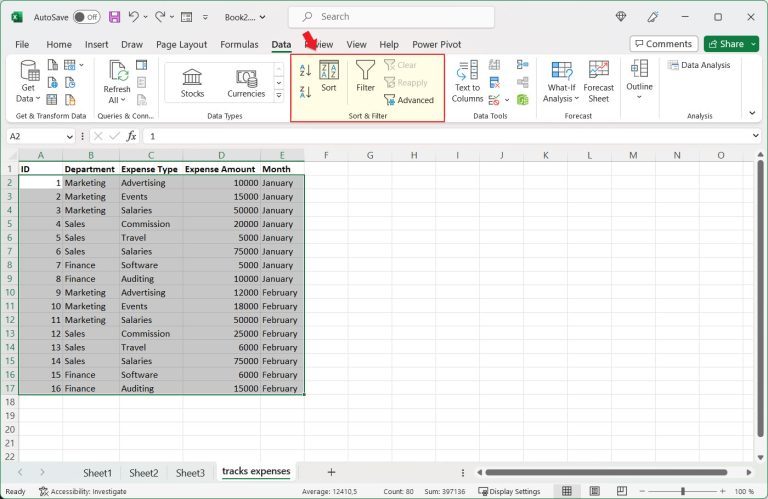 AutoSave Off Book2.... Search
File Home Insert Draw Page Layout Formulas Data Review View Help Power Pivot Comments Share
Get Data Refresh All Stocks Currencies Sort Filter Clear Reapply Advanced Text to Columns What-If Analysis Forecast Sheet Outline Data Analysis
Get & Transform Data Queries & Conn... Data Types Sort & Filter Data Tools Forecast Analysis
A2 fx 1
A B C D E F G H I J K L M N O
1 ID Department Expense Type Expense Amount Month
2 1 Marketing Advertising 10000 January
3 2 Marketing Events 15000 January
4 3 Marketing Salaries 50000 January
5 4 Sales Commission 20000 January
6 5 Sales Travel 5000 January
7 6 Sales Salaries 75000 January
8 7 Finance Software 5000 January
9 8 Finance Auditing 10000 January
10 9 Marketing Advertising 12000 February
11 10 Marketing Events 18000 February
12 11 Marketing Salaries 50000 February
13 12 Sales Commission 25000 February
14 13 Sales Travel 6000 February
15 14 Sales Salaries 75000 February
16 15 Finance Software 6000 February
17 16 Finance Auditing 15000 February
18
19
20
21
22
Sheet1 Sheet2 Sheet3 tracks expenses
Ready Accessibility: Investigate Average: 12410,5 Count: 80 Sum: 397136 Display Settings 100 %